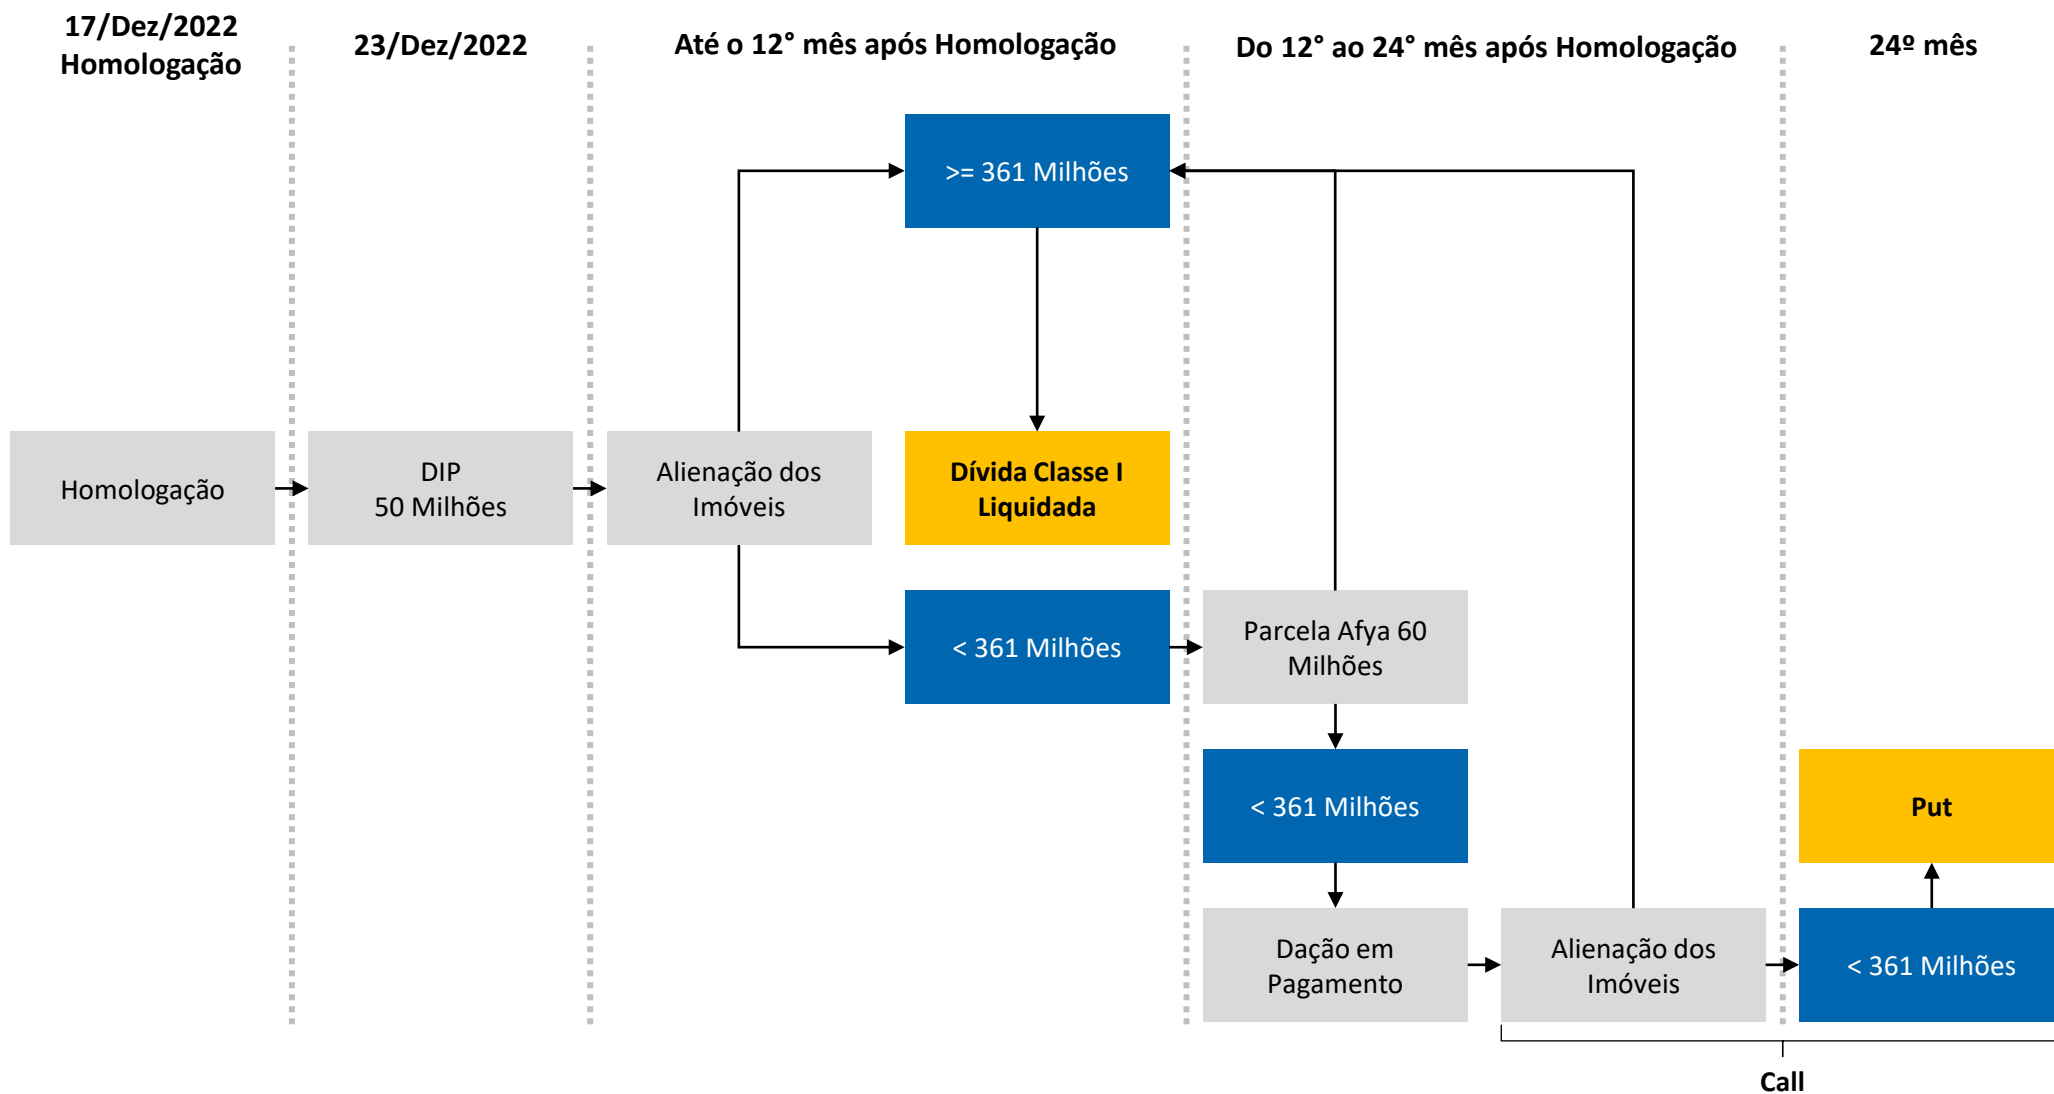 17/Dez/2022
Homologação
23/Dez/2022
Até o 12° mês após Homologação
Do 12° ao 24° mês após Homologação
24º mês
>= 361 Milhões
Homologação
DIP
50 Milhões
Alienação dos
Imóveis
Dívida Classe I
Liquidada
< 361 Milhões
Parcela Afya 60
Milhões
< 361 Milhões
Put
Dação em
Pagamento
Alienação dos
Imóveis
< 361 Milhões
Call